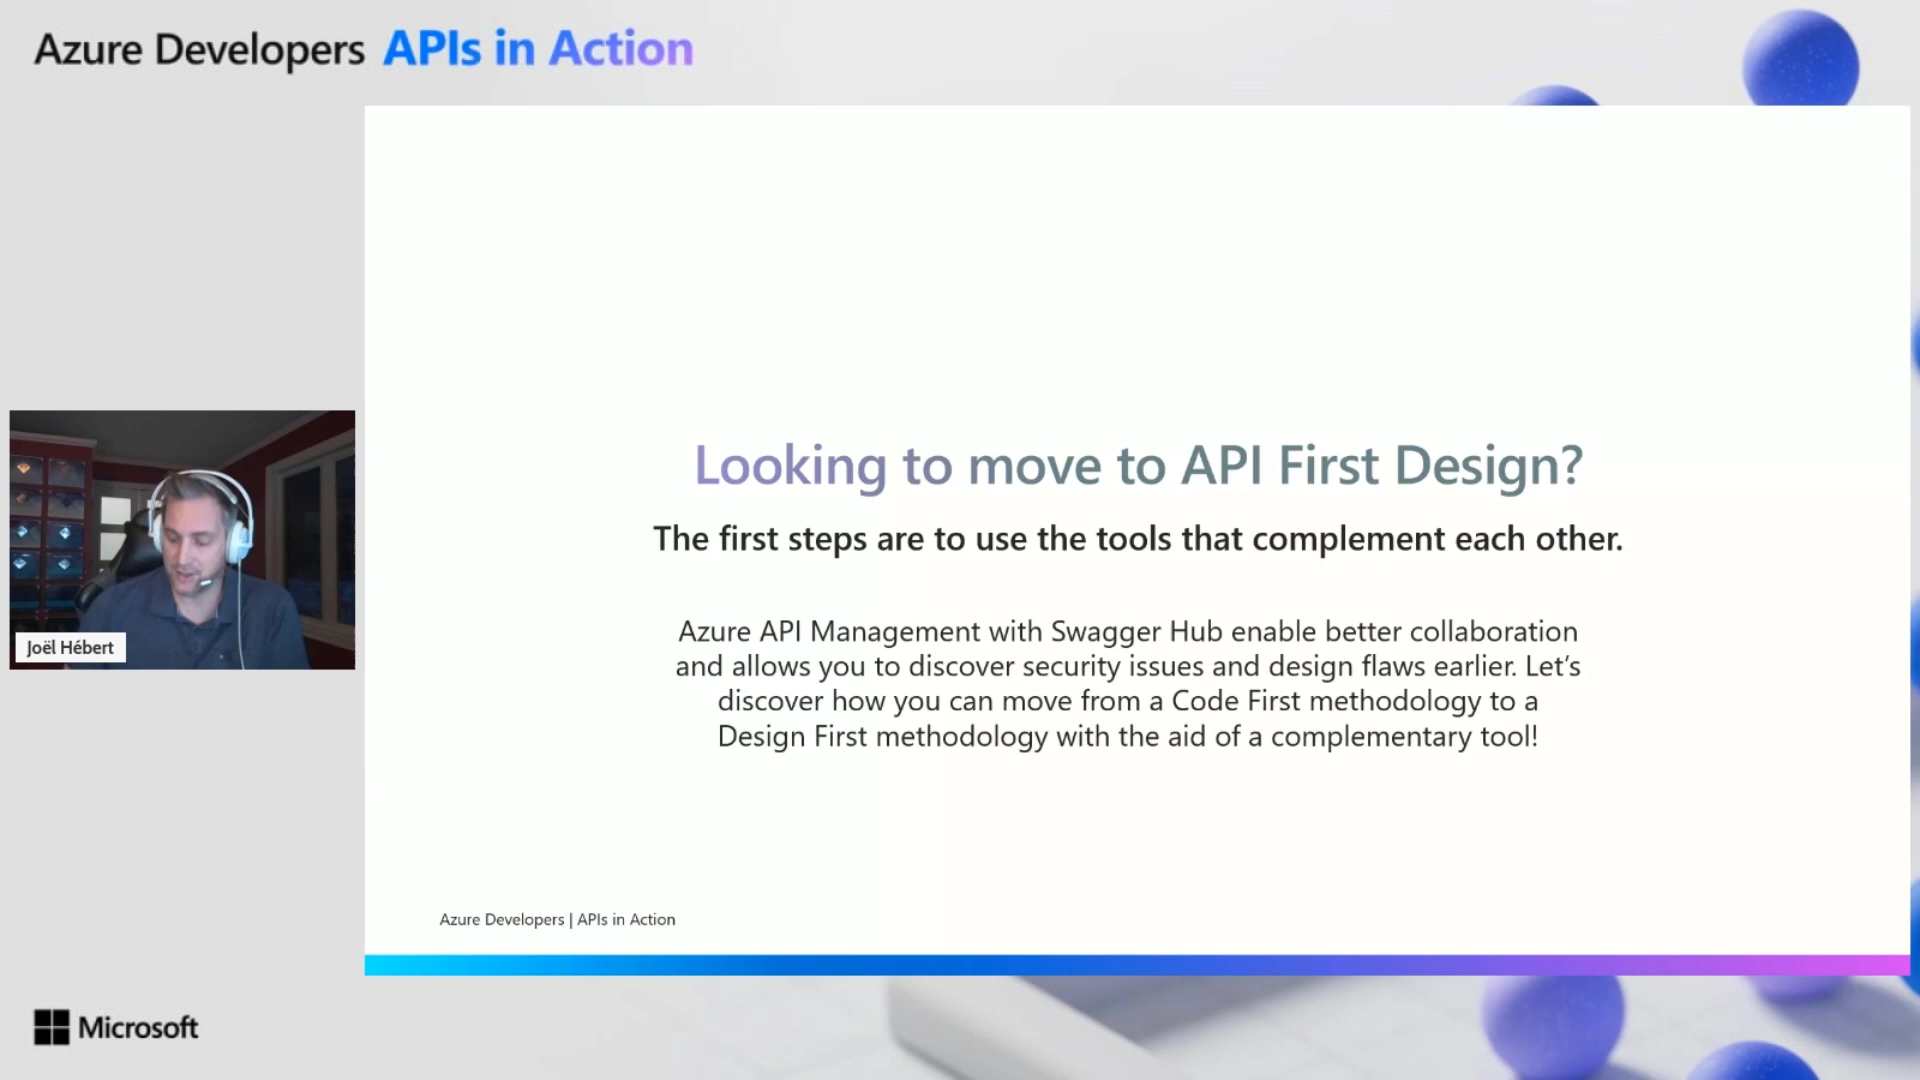 Azure Developers APIs in Action
Looking to move to API First Design?
The first steps are to use the tools that complement each other.
Azure API Management with Swagger Hub enable better collaboration
and allows you to discover security issues and design flaws earlier. Let’s
discover how you can move from a Code First methodology to a
Design First methodology with the aid of a complementary tool!
Joël Hébert
Azure Developers | APIs in Action
Microsoft